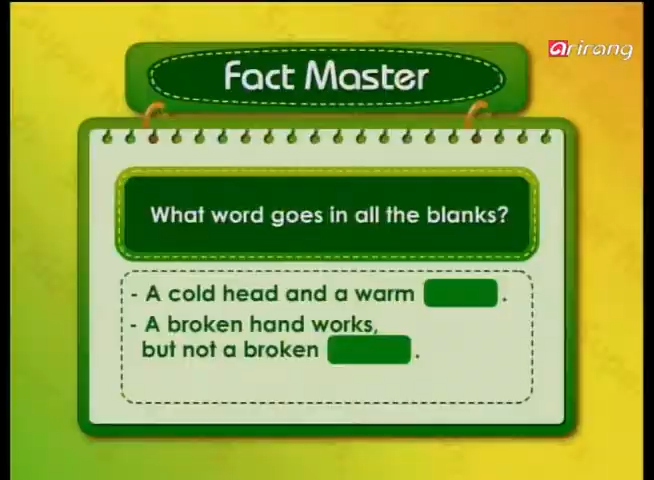 arirang
Fact Master
What word goes in all the blanks?
- A cold head and a warm .
- A broken hand works,
but not a broken .